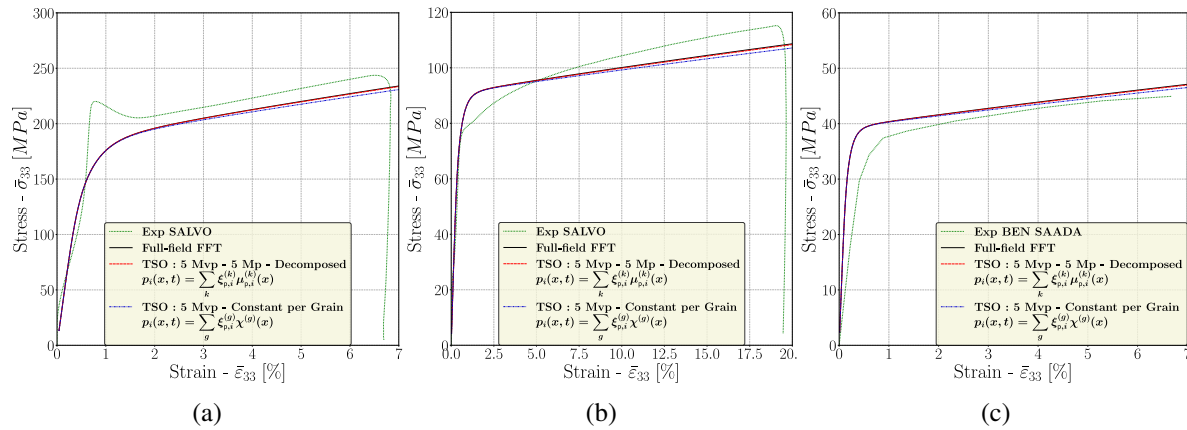 300
250
200
150
100
50
0
0
1
2
3
4
5
6
7
Stress - σ̄₃₃ [MPa]
Strain - ε̄₃₃ [%]
Exp SALVO
Full-field FFT
TSO : 5 Mvp - 5 Mp - Decomposed
pᵢ(x, t) = ∑ₖ ξₚ,ᵢ⁽ᵏ⁾ μₚ,ᵢ⁽ᵏ⁾(x)
TSO : 5 Mvp - Constant per Grain
pᵢ(x, t) = ∑g ξₚ,ᵢ⁽ᵍ⁾ χ⁽ᵍ⁾(x)
(a)
120
100
80
60
40
20
0
0.0
2.5
5.0
7.5
10.0
12.5
15.0
17.5
20.0
Stress - σ̄₃₃ [MPa]
Strain - ε̄₃₃ [%]
Exp SALVO
Full-field FFT
TSO : 5 Mvp - 5 Mp - Decomposed
pᵢ(x, t) = ∑ₖ ξₚ,ᵢ⁽ᵏ⁾ μₚ,ᵢ⁽ᵏ⁾(x)
TSO : 5 Mvp - Constant per Grain
pᵢ(x, t) = ∑g ξₚ,ᵢ⁽ᵍ⁾ χ⁽ᵍ⁾(x)
(b)
60
50
40
30
20
10
0
0
1
2
3
4
5
6
7
Stress - σ̄₃₃ [MPa]
Strain - ε̄₃₃ [%]
Exp BEN SAADA
Full-field FFT
TSO : 5 Mvp - 5 Mp - Decomposed
pᵢ(x, t) = ∑ₖ ξₚ,ᵢ⁽ᵏ⁾ μₚ,ᵢ⁽ᵏ⁾(x)
TSO : 5 Mvp - Constant per Grain
pᵢ(x, t) = ∑g ξₚ,ᵢ⁽ᵍ⁾ χ⁽ᵍ⁾(x)
(c)